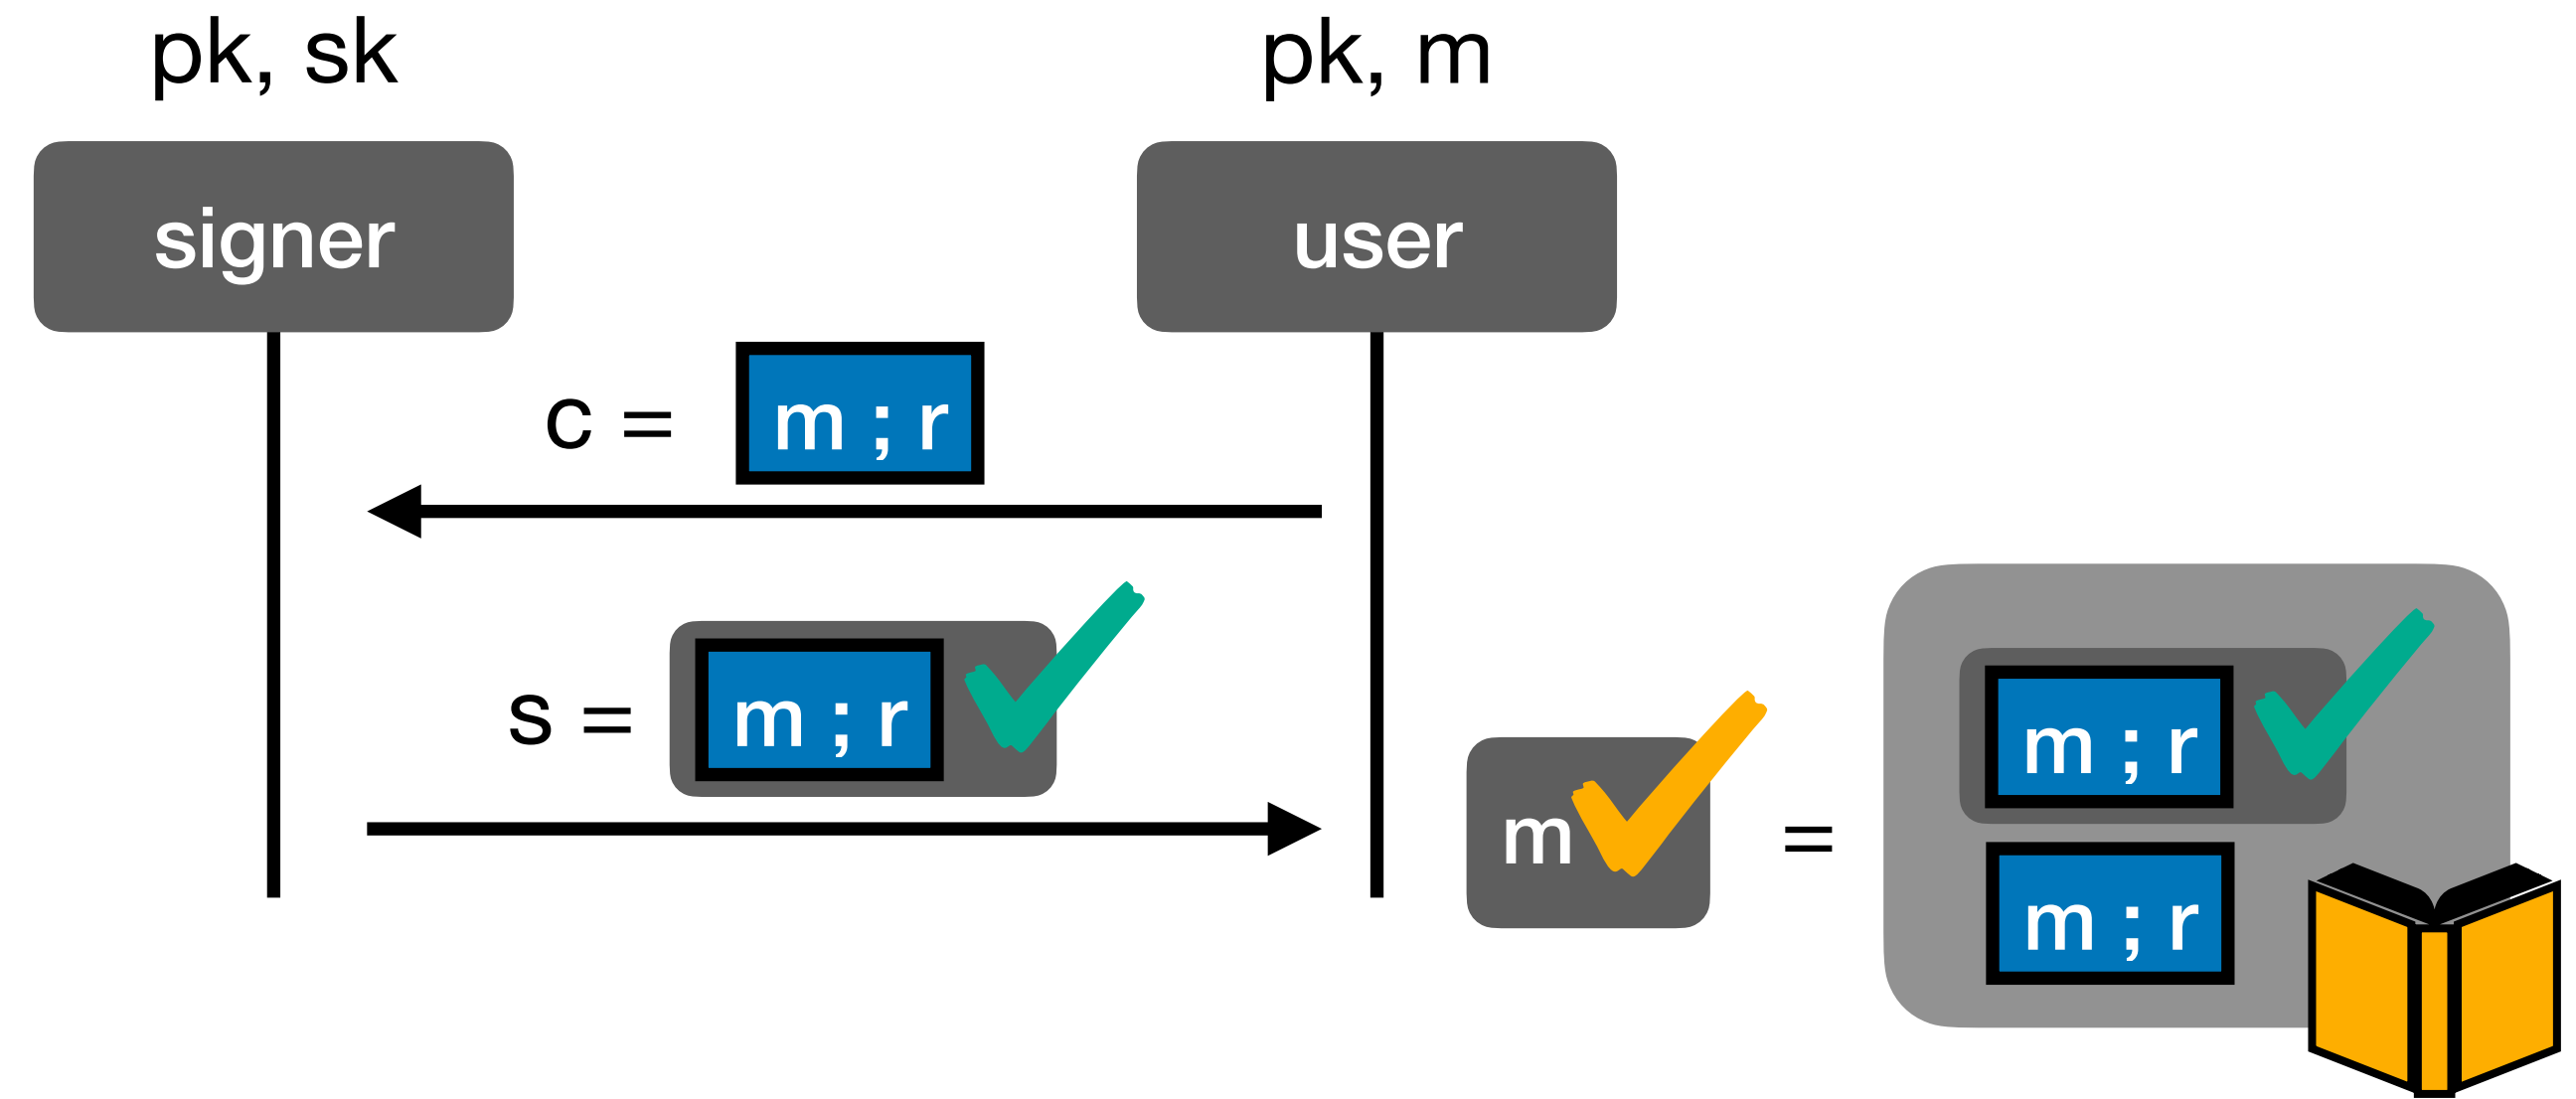 pk, sk
pk, m
signer
user
c = m ; r
s = m ; r
m = m ; r
m ; r